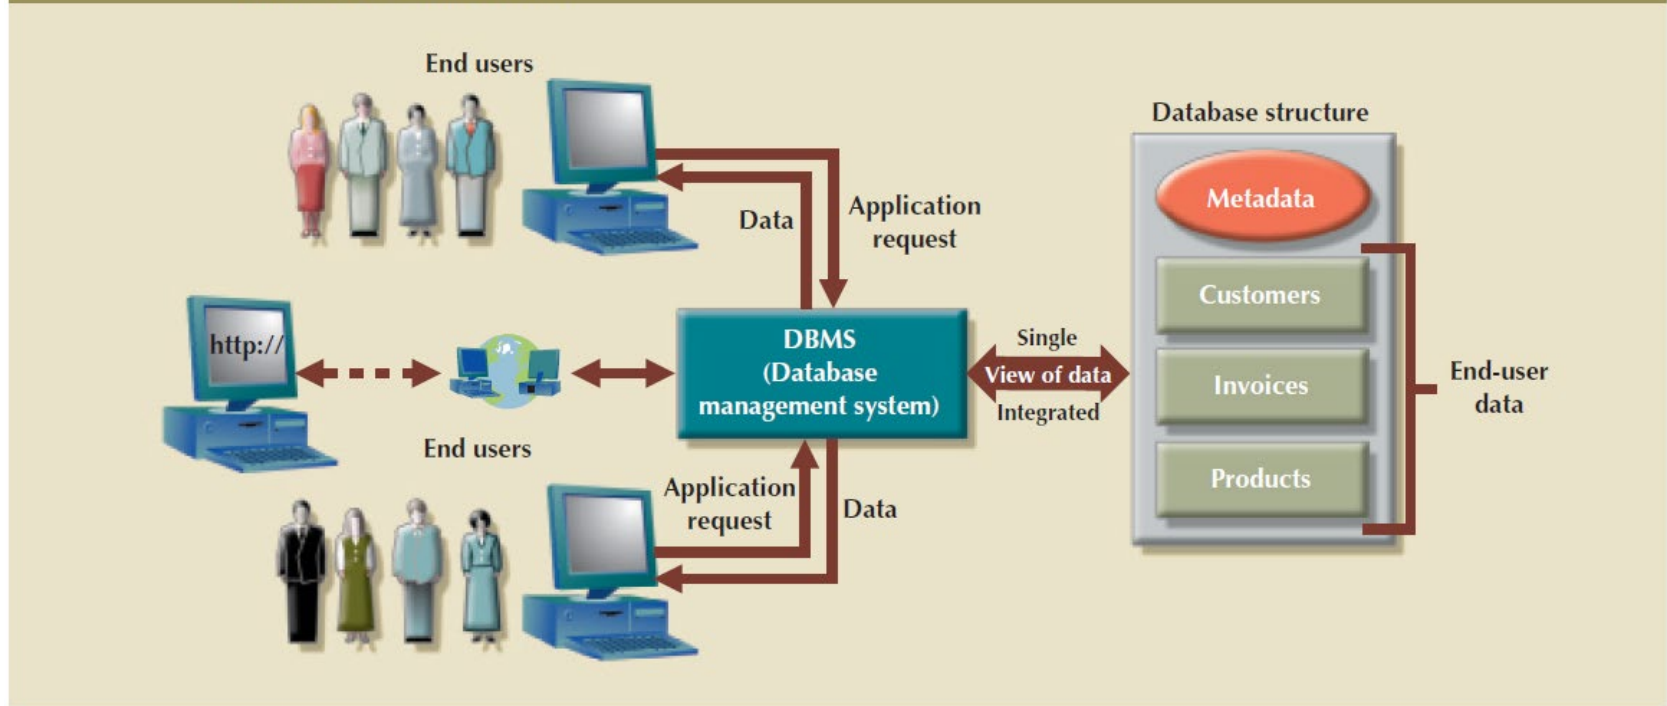 End users
Database structure
Metadata
Data
Application
request
Customers
http://
DBMS
(Database
management system)
Single
View of data
Integrated
Invoices
End-user
data
End users
Products
Application
request
Data